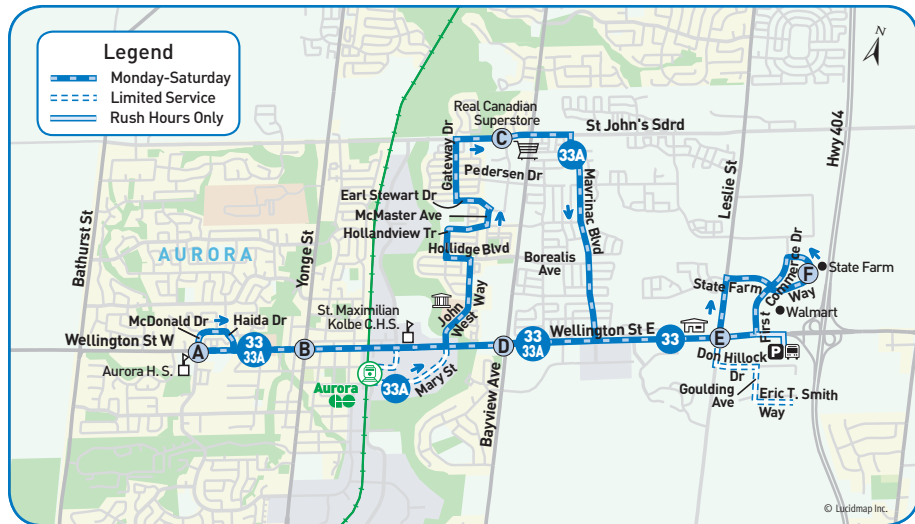 Legend
Monday-Saturday
Limited Service
Rush Hours Only
N
Real Canadian
Superstore
C
St John's Sdrd
33A
Gateway Dr
Pedersen Dr
Mavrinac Blvd
Leslie St
Hwy 404
Earl Stewart Dr
McMaster Ave
Hollandview Tr
Hollidge Blvd
Borealis
Ave
Bathurst St
AURORA
Yonge St
State Farm
Way
Commerce Dr
F
State Farm
Walmart
First
St. Maximilian
Kolbe C.H.S.
John
West Way
McDonald Dr
Haida Dr
Wellington St W
A
33
33A
B
D
33
33A
Wellington St E
33
E
P
Aurora H. S.
Aurora
GO
33A
Mary St
Bayview Ave
Don Hillock
Dr
Goulding
Ave
Eric T. Smith
Way
© Lucidmap Inc.